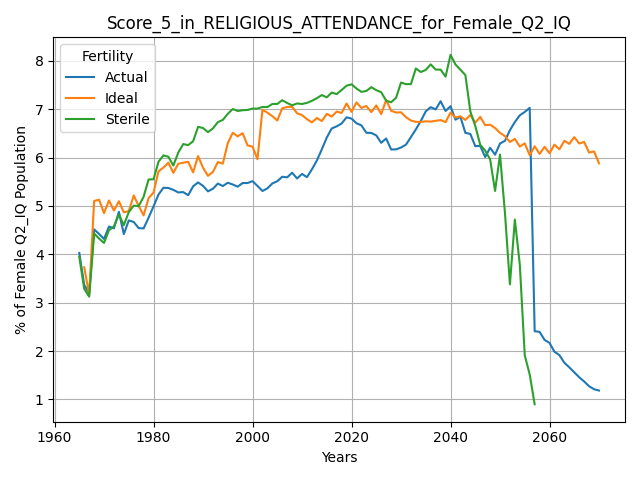 Score_5_in_RELIGIOUS_ATTENDANCE_for_Female_Q2_IQ
Fertility
Actual
Ideal
Sterile
% of Female Q2_IQ Population
8
7
6
5
4
3
2
1
1960
1980
2000
2020
2040
2060
Years